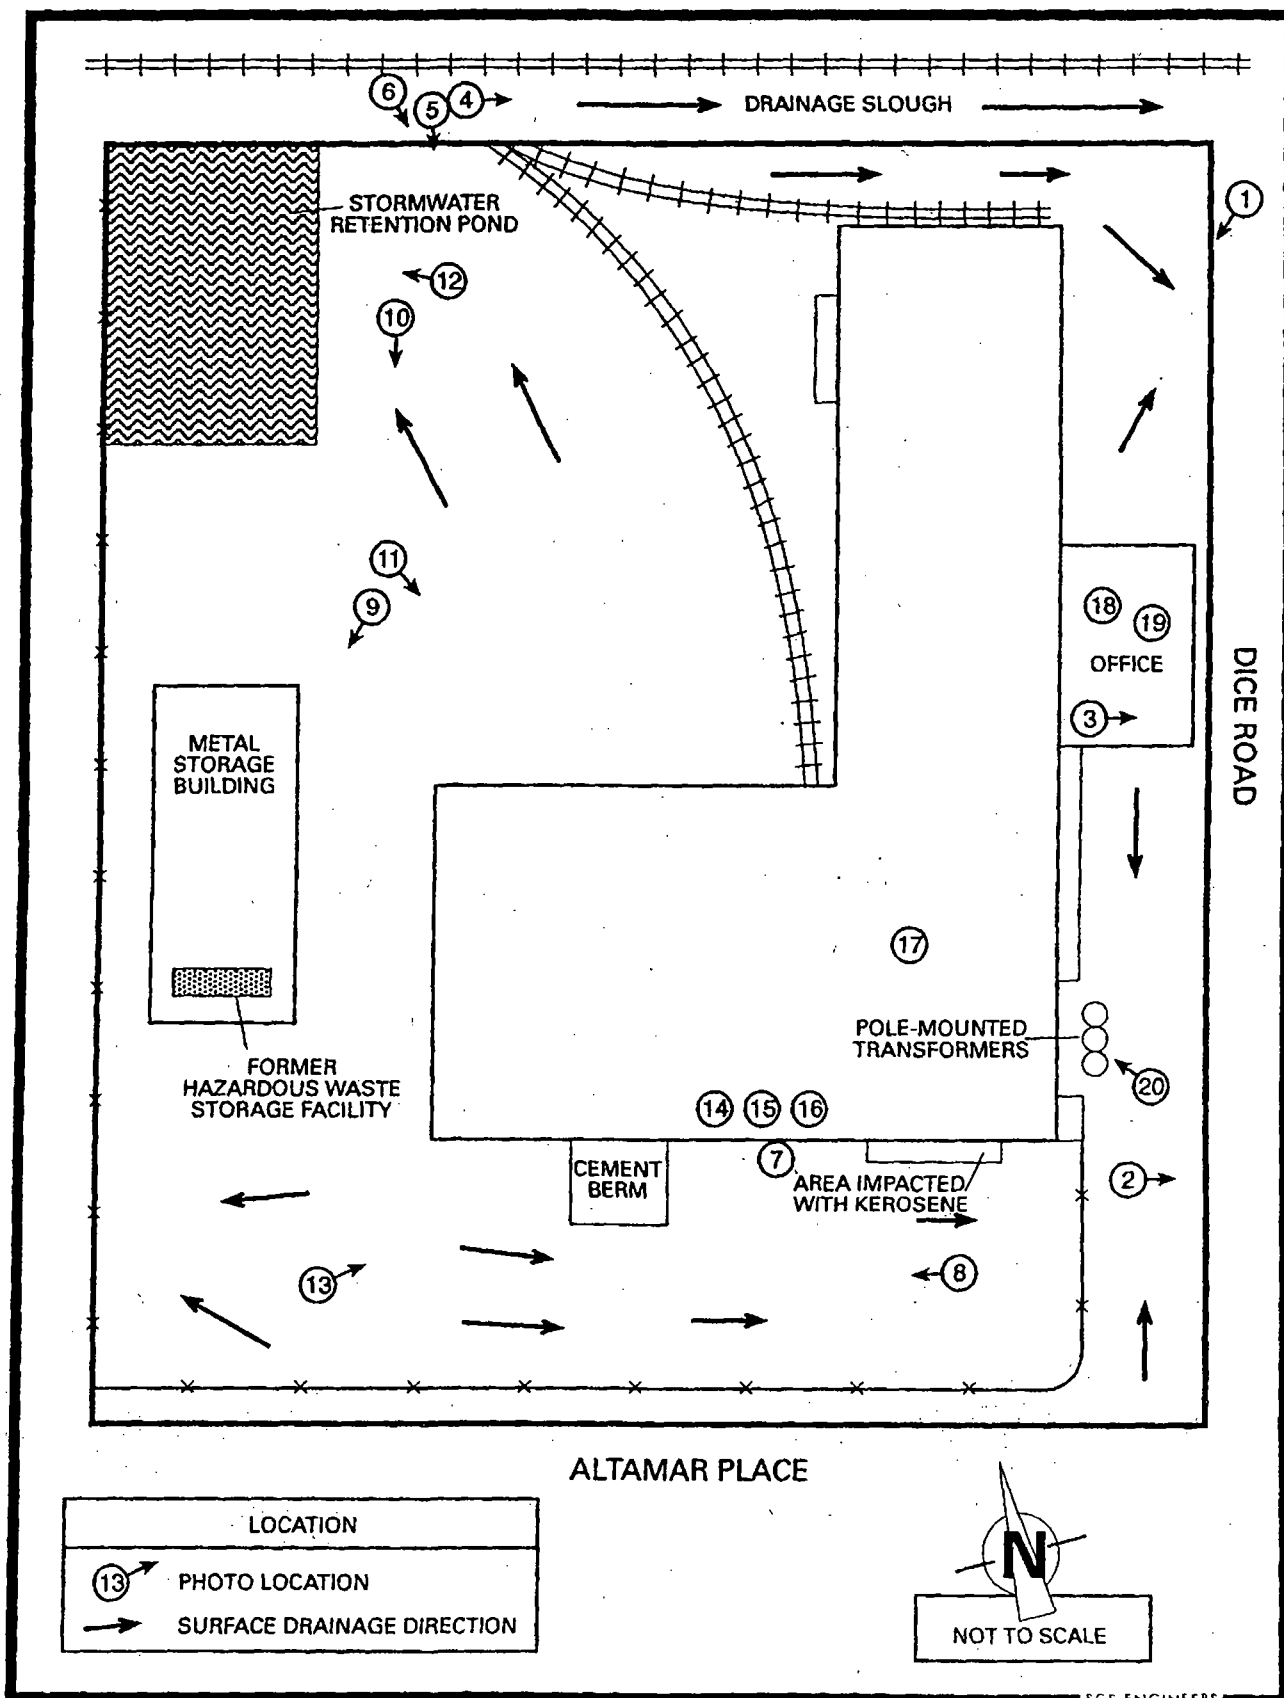 6
5
4
DRAINAGE SLOUGH
1
STORMWATER
RETENTION POND
12
10
11
9
18
19
OFFICE
3
DICE ROAD
METAL
STORAGE
BUILDING
17
POLE-MOUNTED
TRANSFORMERS
20
FORMER
HAZARDOUS WASTE
STORAGE FACILITY
14 15 16
7
CEMENT
BERM
AREA IMPACTED
WITH KEROSENE
2
13
8
ALTAMAR PLACE
LOCATION
13 PHOTO LOCATION
SURFACE DRAINAGE DIRECTION
N
NOT TO SCALE
SCS ENGINEERS